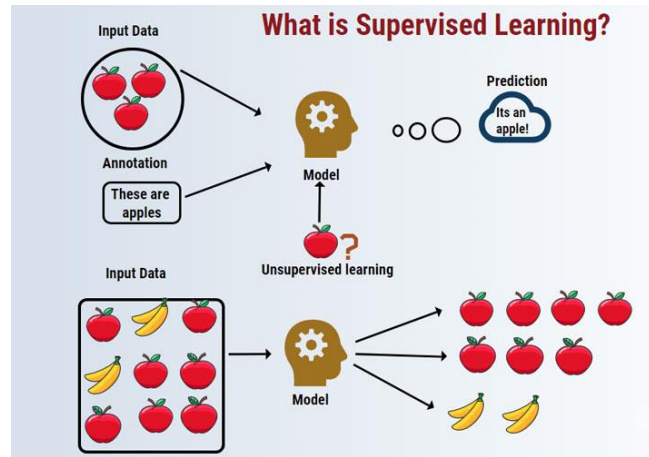 What is Supervised Learning?
Input Data
Annotation
These are
apples
Model
Prediction
Its an
apple!
?
Unsupervised learning
Input Data
Model